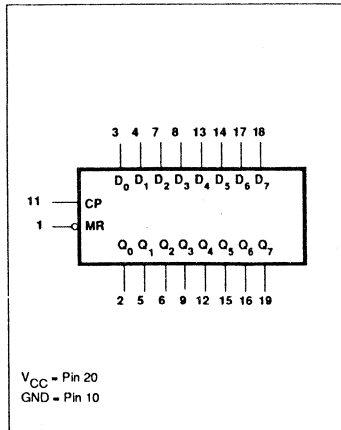 3 4 7 8 13 14 17 18
D0 D1 D2 D3 D4 D5 D6 D7
11 CP
1 MR
Q0 Q1 Q2 Q3 Q4 Q5 Q6 Q7
2 5 6 9 12 15 16 19
VCC = Pin 20
GND = Pin 10